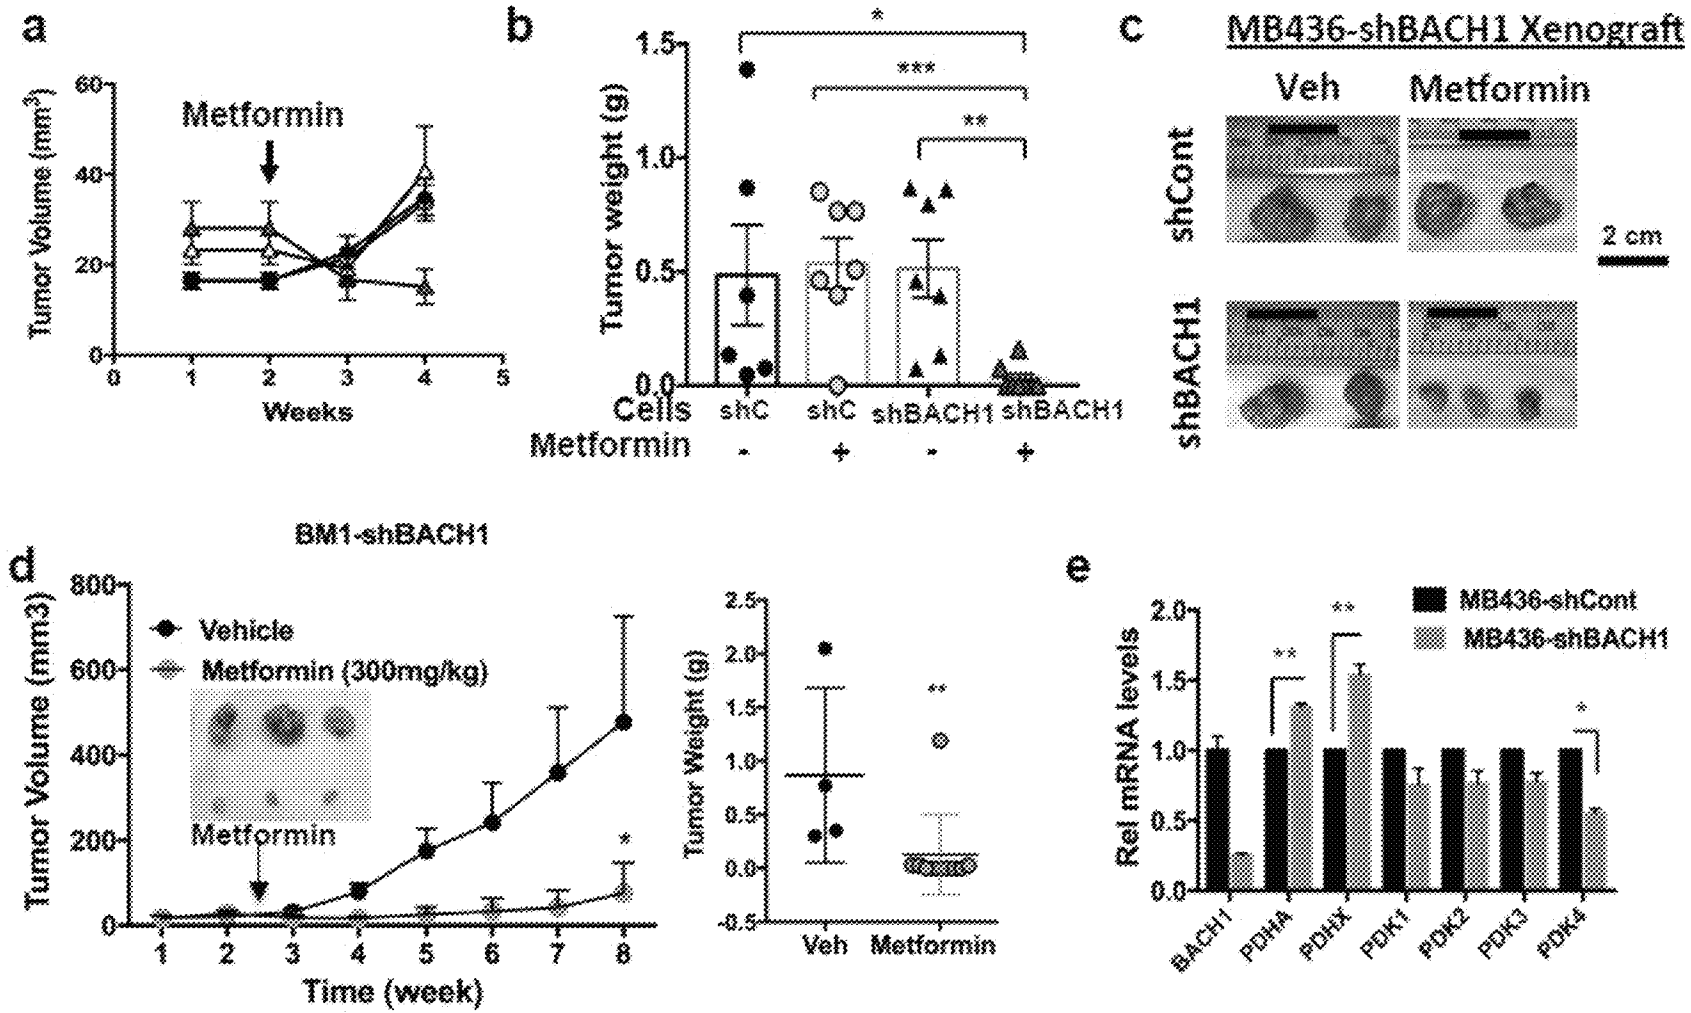 a
Tumor Volume (mm3)
60
40
20
0
Metformin
0 1 2 3 4 5
Weeks
b
Tumor weight (g)
1.5
1.0
0.5
0.0
*
***
**
Cells shC shC shBACH1 shBACH1
Metformin - + - +
c
MB436-shBACH1 Xenograft
Veh Metformin
shCont
2 cm
shBACH1
d
BM1-shBACH1
Tumor Volume (mm3)
800
600
400
200
0
Vehicle
Metformin (300mg/kg)
Metformin
*
1 2 3 4 5 6 7 8
Time (week)
Tumor Weight (g)
2.5
2.0
1.5
1.0
0.5
0.0
-0.5
**
Veh Metformin
e
Rel mRNA levels
2.0
1.5
1.0
0.5
0.0
MB436-shCont
MB436-shBACH1
**
**
*
BACH1 PDHA PDHX PDK1 PDK2 PDK3 PDK4